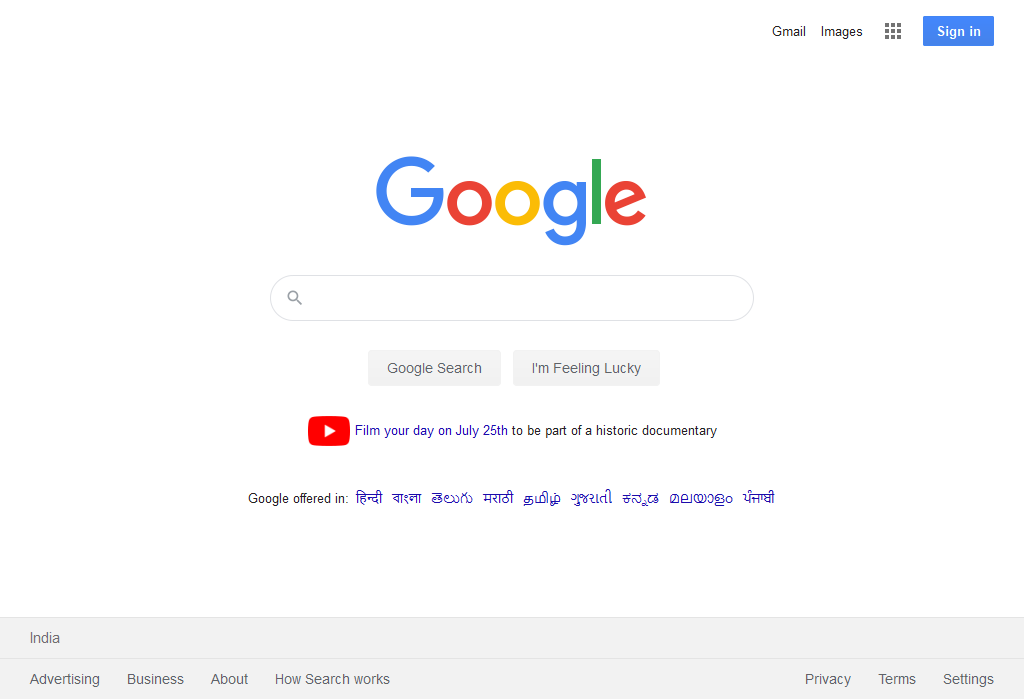 Gmail Images Sign in
Google
Google Search I'm Feeling Lucky
Film your day on July 25th to be part of a historic documentary
Google offered in: हिन्दी বাংলা తెలుగు मराठी தமிழ் ગુજરાતી ಕನ್ನಡ മലയാളം ਪੰਜਾਬੀ
India
Advertising Business About How Search works Privacy Terms Settings